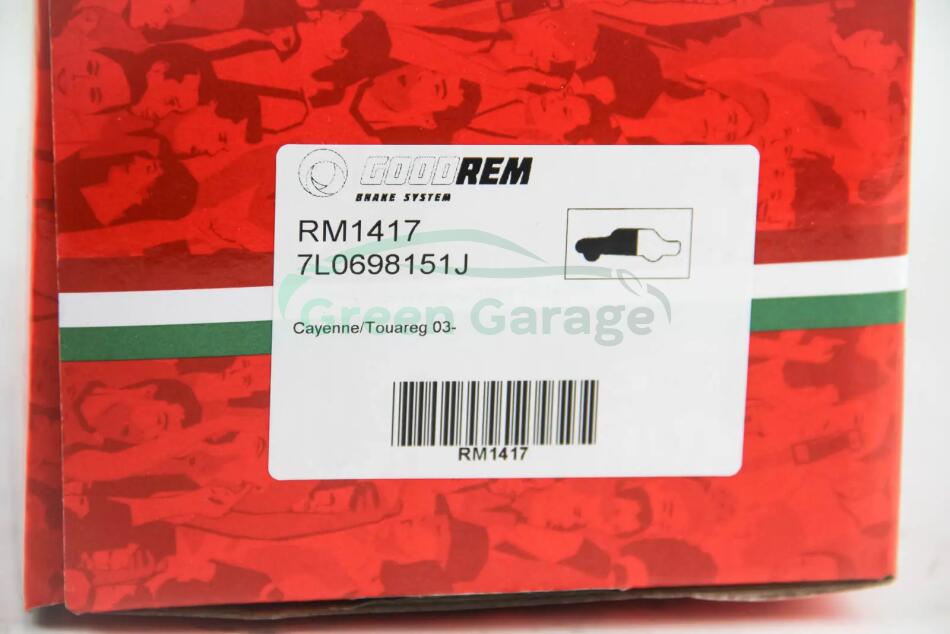 GOODREM
BRAKE SYSTEM
RM1417
7L0698151J
Green Garage
Cayenne/Touareg 03-
RM1417